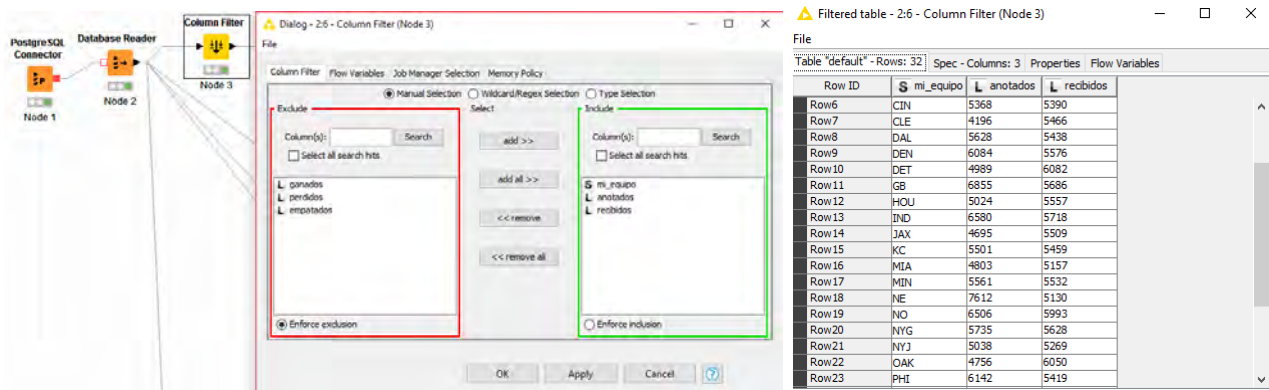 PostgreSQL
Connector
Node 1
Database Reader
Node 2
Column Filter
Node 3
Dialog - 2:6 - Column Filter (Node 3)
File
Column Filter Flow Variables Job Manager Selection Memory Policy
Manual Selection Wildcard/Regex Selection Type Selection
Exclude
Column(s): Search
Select all search hits
L ganados
L perdidos
L empatados
Enforce exclusion
Select
add >>
add all >>
<< remove
<< remove all
Include
Column(s): Search
Select all search hits
S mi_equipo
L anotados
L recibidos
Enforce inclusion
OK Apply Cancel ?
Filtered table - 2:6 - Column Filter (Node 3)
File
Table "default" - Rows: 32 Spec - Columns: 3 Properties Flow Variables
Row ID S mi_equipo L anotados L recibidos
Row6 CIN 5368 5390
Row7 CLE 4196 5466
Row8 DAL 5628 5438
Row9 DEN 6084 5576
Row10 DET 4989 6082
Row11 GB 6855 5686
Row12 HOU 5024 5557
Row13 IND 6580 5718
Row14 JAX 4695 5509
Row15 KC 5501 5459
Row16 MIA 4803 5157
Row17 MIN 5561 5532
Row18 NE 7612 5130
Row19 NO 6506 5993
Row20 NYG 5735 5628
Row21 NYJ 5038 5269
Row22 OAK 4756 6050
Row23 PHI 6142 5419